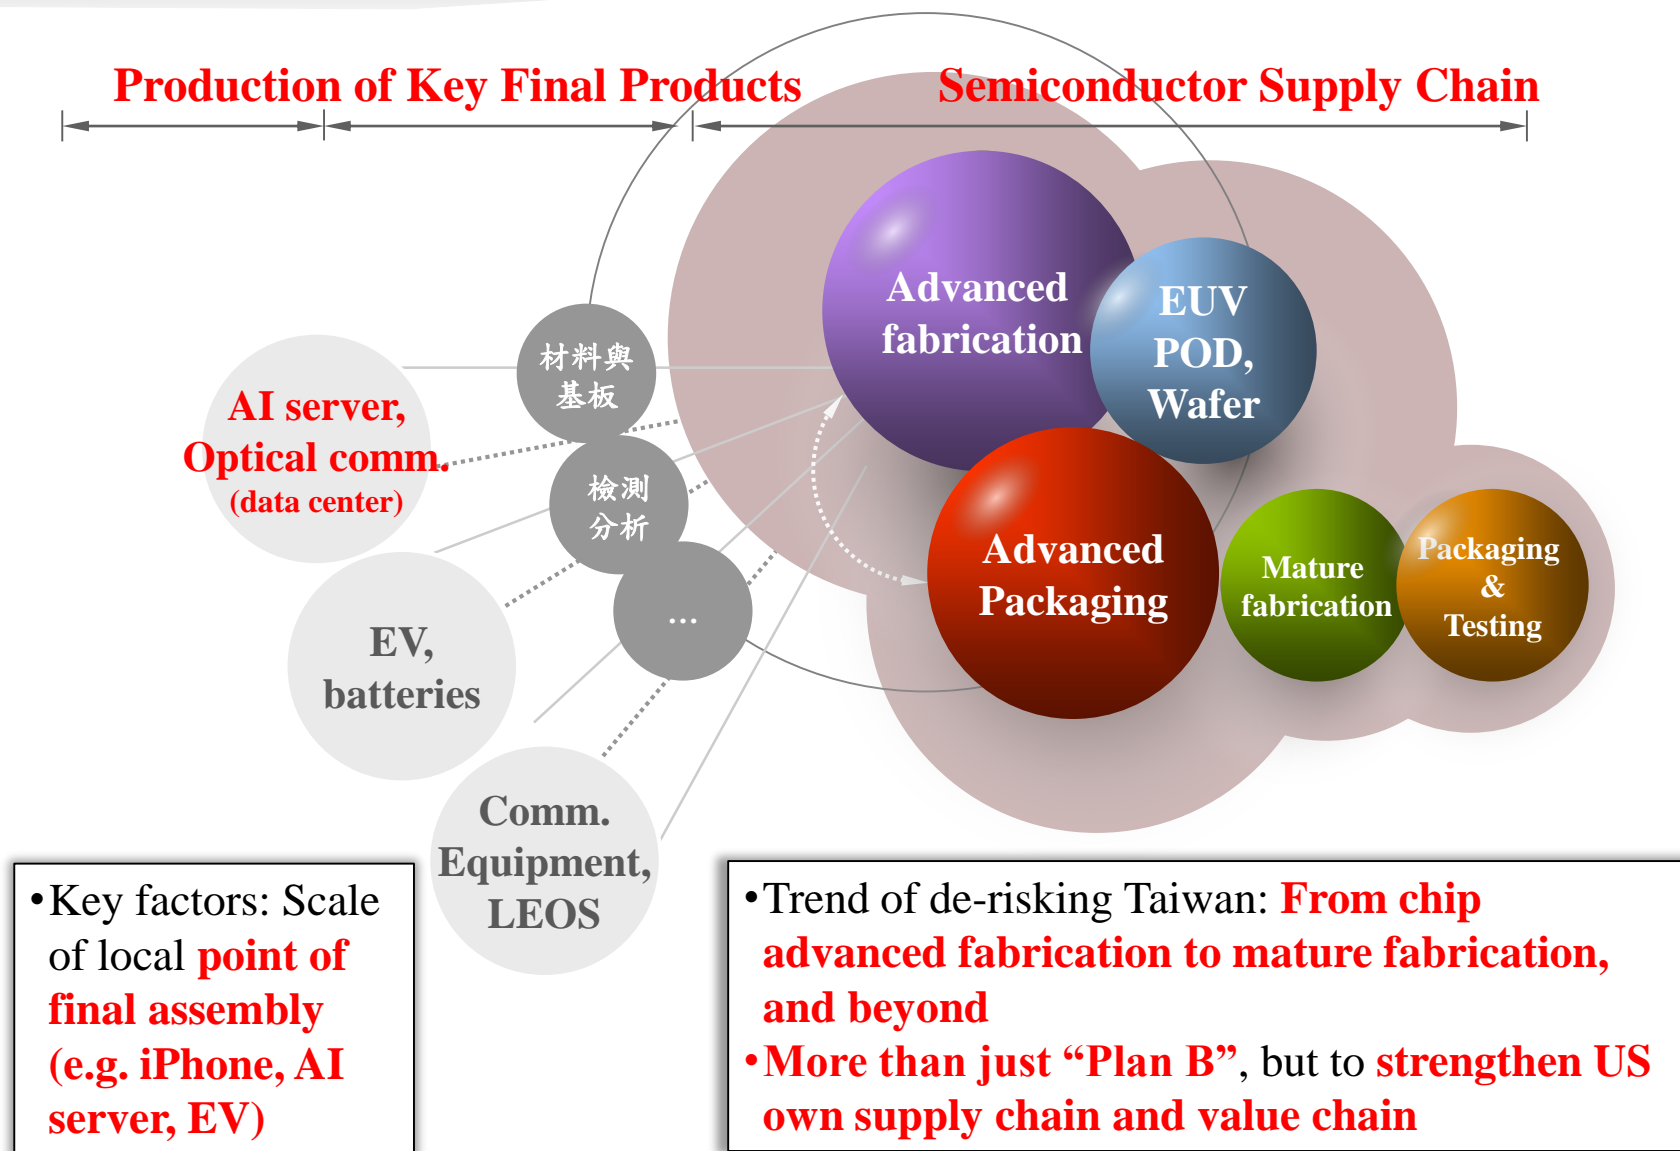 Production of Key Final Products
Semiconductor Supply Chain
Advanced
fabrication
EUV
POD,
Wafer
材料與
基板
AI server,
Optical comm.
(data center)
檢測
分析
Advanced
Packaging
Mature
fabrication
Packaging
&
Testing
...
EV,
batteries
Comm.
Equipment,
LEOS
•Key factors: Scale
of local point of
final assembly
(e.g. iPhone, AI
server, EV)
•Trend of de-risking Taiwan: From chip
advanced fabrication to mature fabrication,
and beyond
•More than just “Plan B”, but to strengthen US
own supply chain and value chain